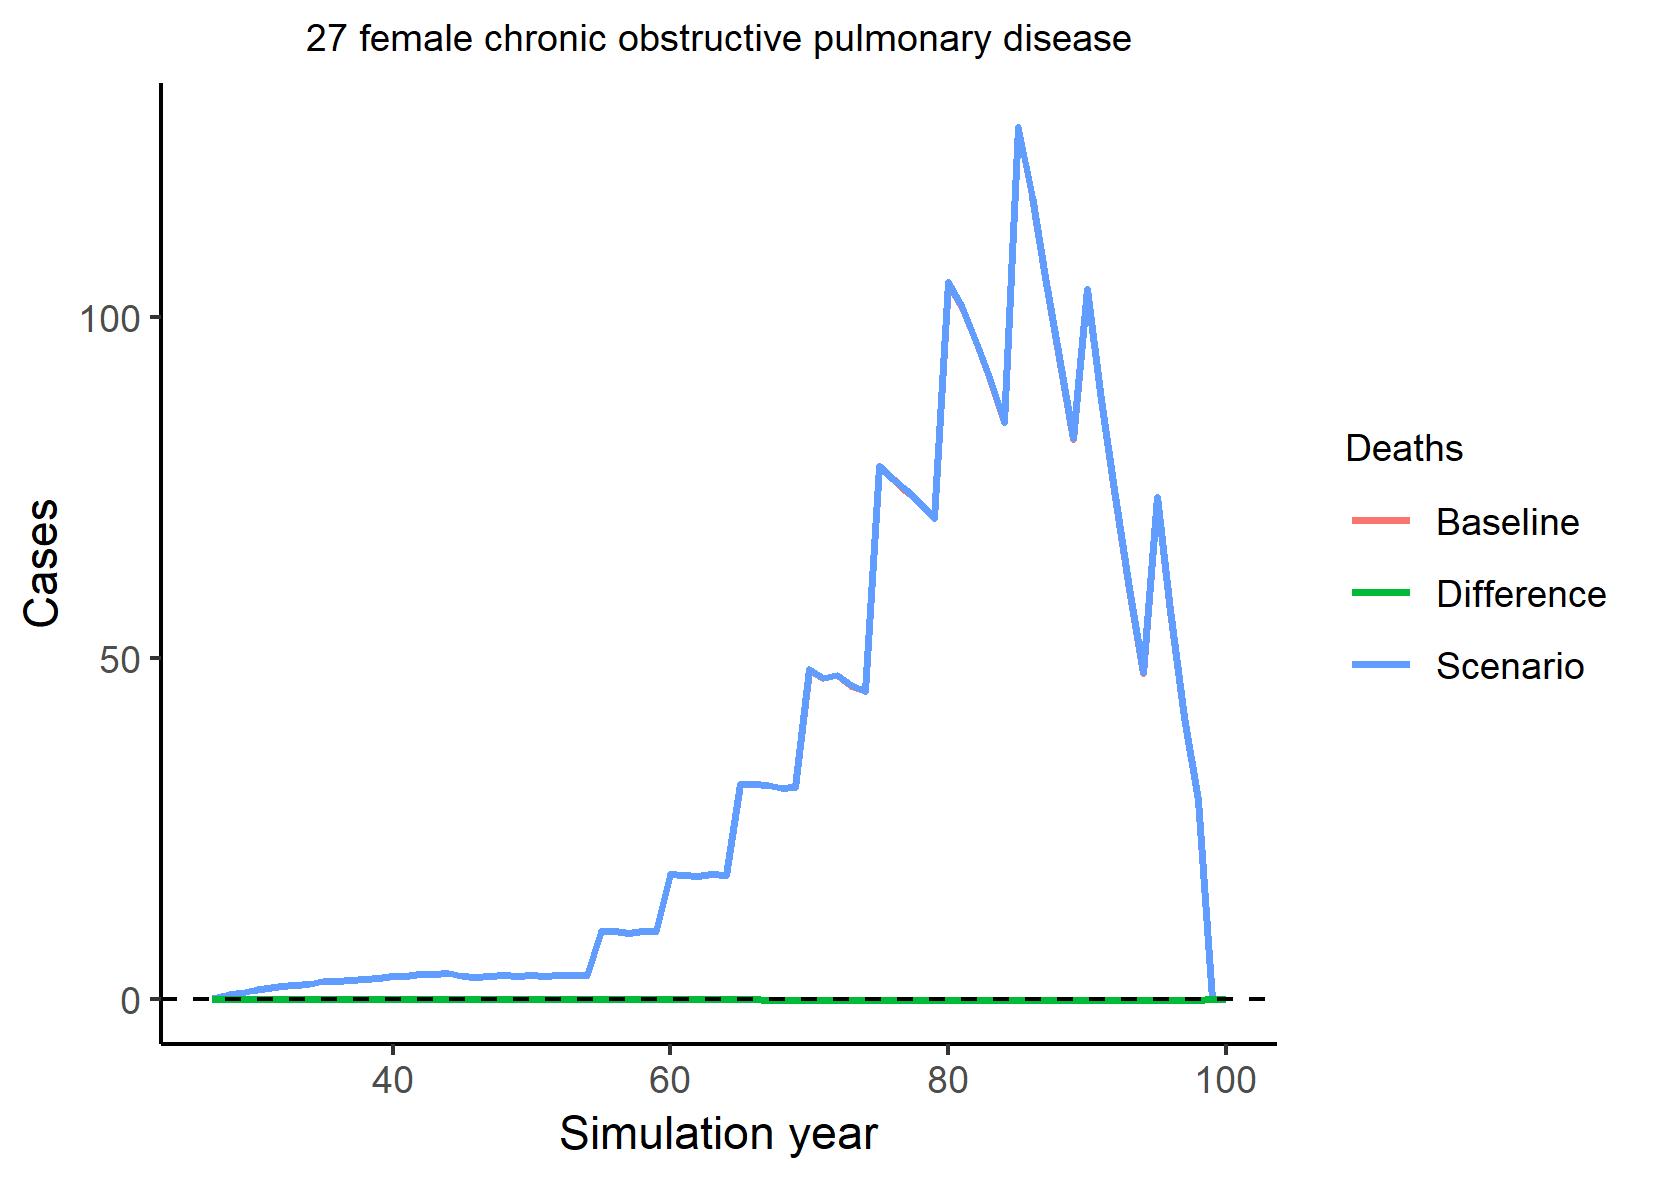 27 female chronic obstructive pulmonary disease
Cases
100
50
0
40 60 80 100
Simulation year
Deaths
Baseline
Difference
Scenario